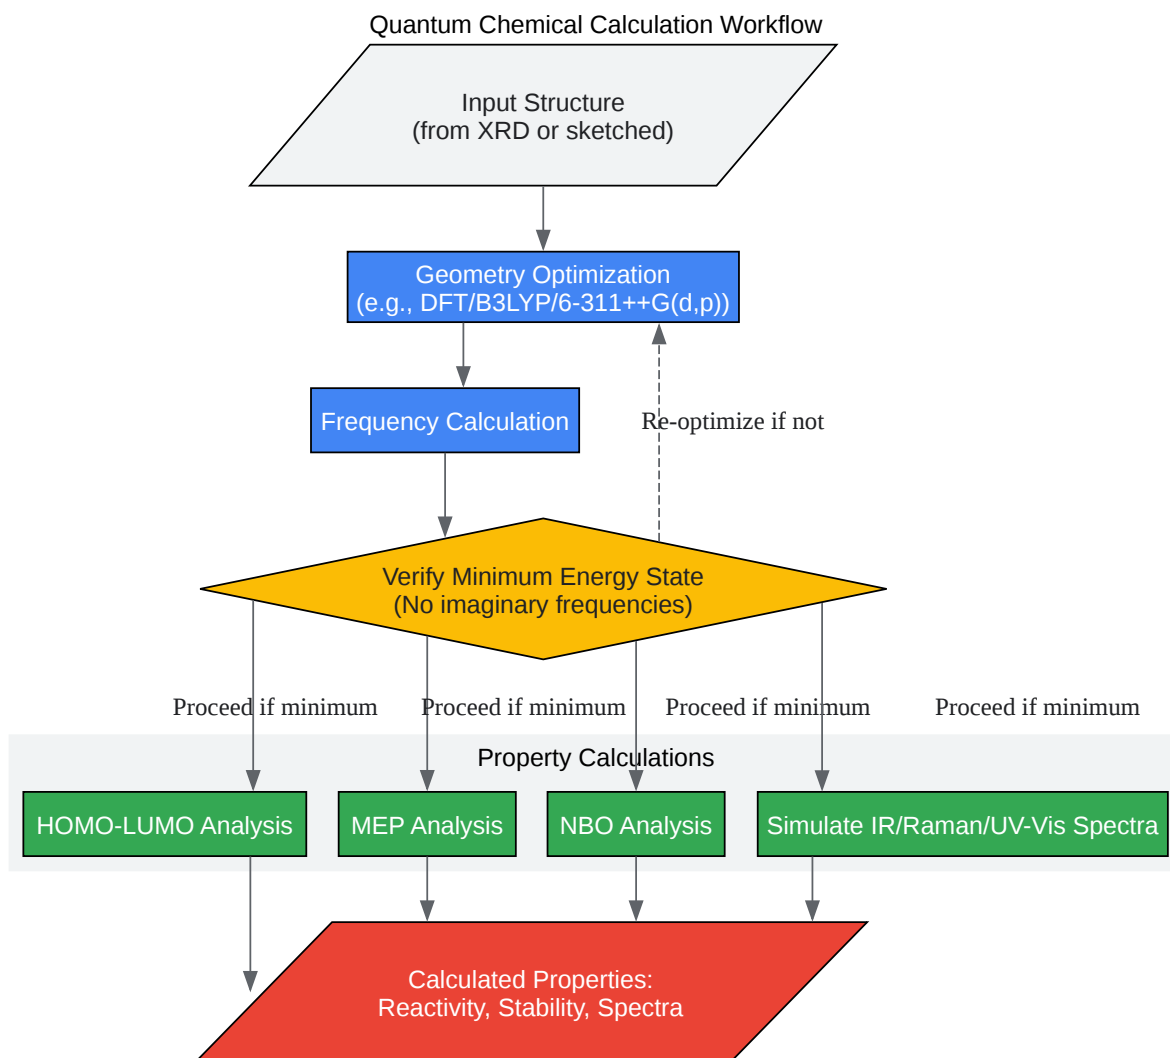 Quantum Chemical Calculation Workflow
Input Structure
(from XRD or sketched)
Geometry Optimization
(e.g., DFT/B3LYP/6-311++G(d,p))
Frequency Calculation
Re-optimize if not
Verify Minimum Energy State
(No imaginary frequencies)
Proceed if minimum
Proceed if minimum
Proceed if minimum
Proceed if minimum
Property Calculations
HOMO-LUMO Analysis
MEP Analysis
NBO Analysis
Simulate IR/Raman/UV-Vis Spectra
Calculated Properties:
Reactivity, Stability, Spectra